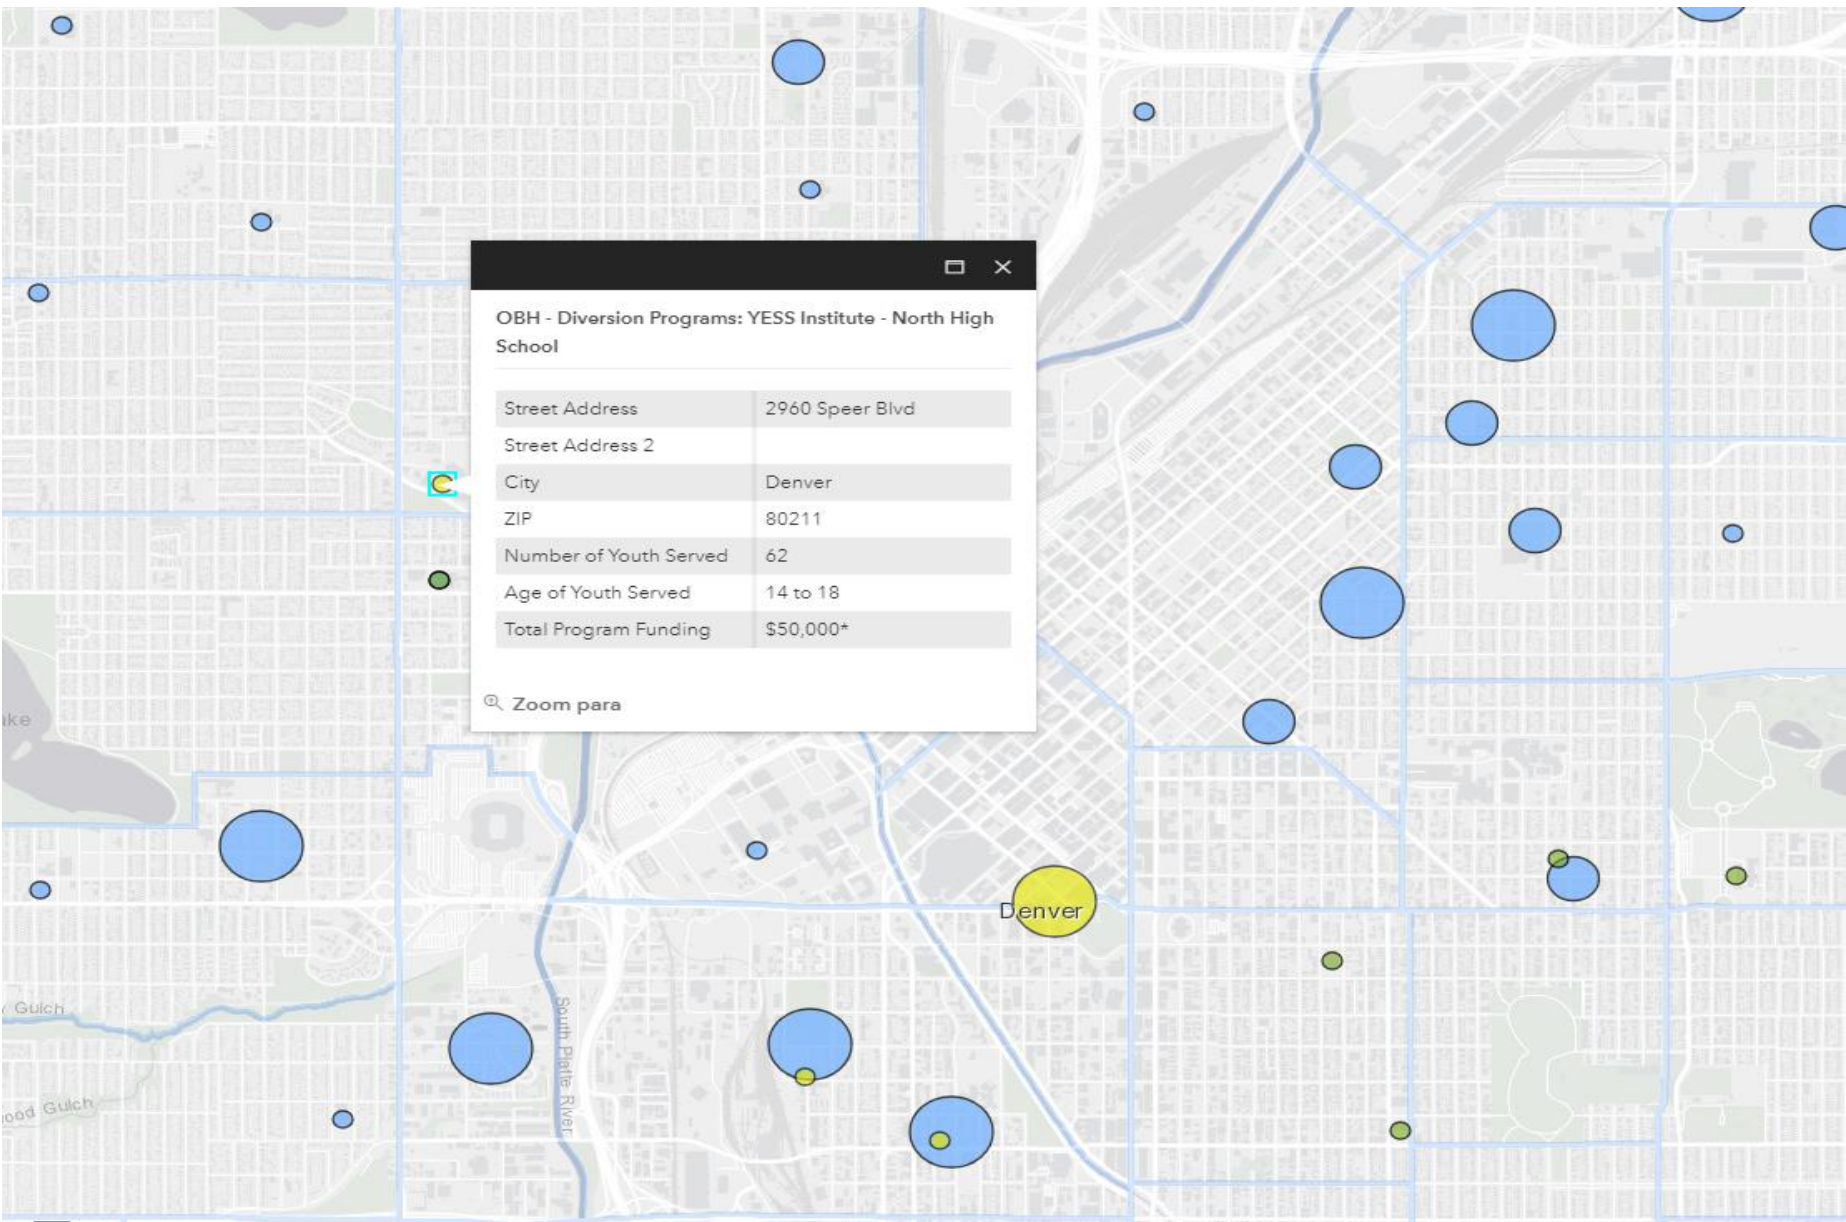 OBH - Diversion Programs: YESS Institute - North High
School
Street Address 2960 Speer Blvd
Street Address 2
City Denver
ZIP 80211
Number of Youth Served 62
Age of Youth Served 14 to 18
Total Program Funding $50,000*
Zoom para
Denver
Gulch
South Platte River
Gulch